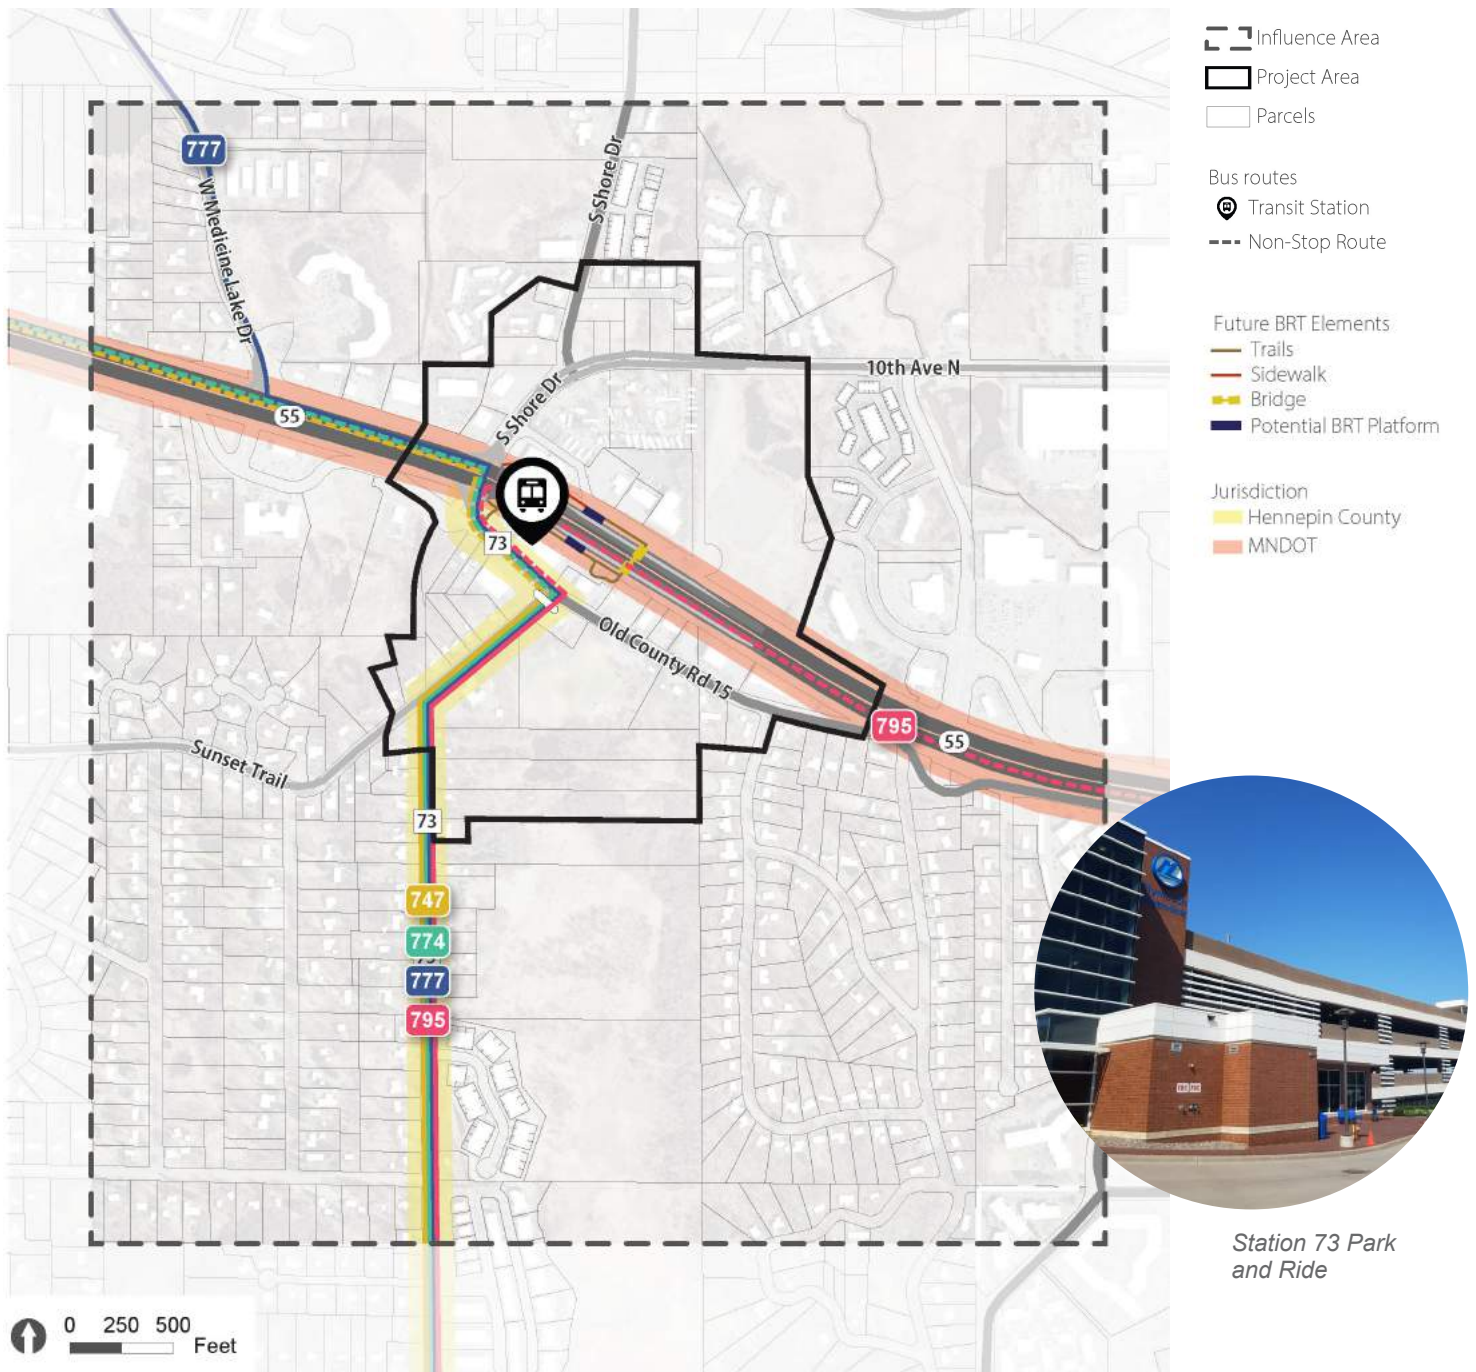 Influence Area
Project Area
Parcels
Bus routes
Transit Station
Non-Stop Route
Future BRT Elements
Trails
Sidewalk
Bridge
Potential BRT Platform
Jurisdiction
Hennepin County
MNDOT
777
W Medicine Lake Dr
S Shore Dr
10th Ave N
55
S Shore Dr
73
Old County Rd 15
795
55
Sunset Trail
73
747
774
777
795
Station 73 Park
and Ride
0 250 500
Feet